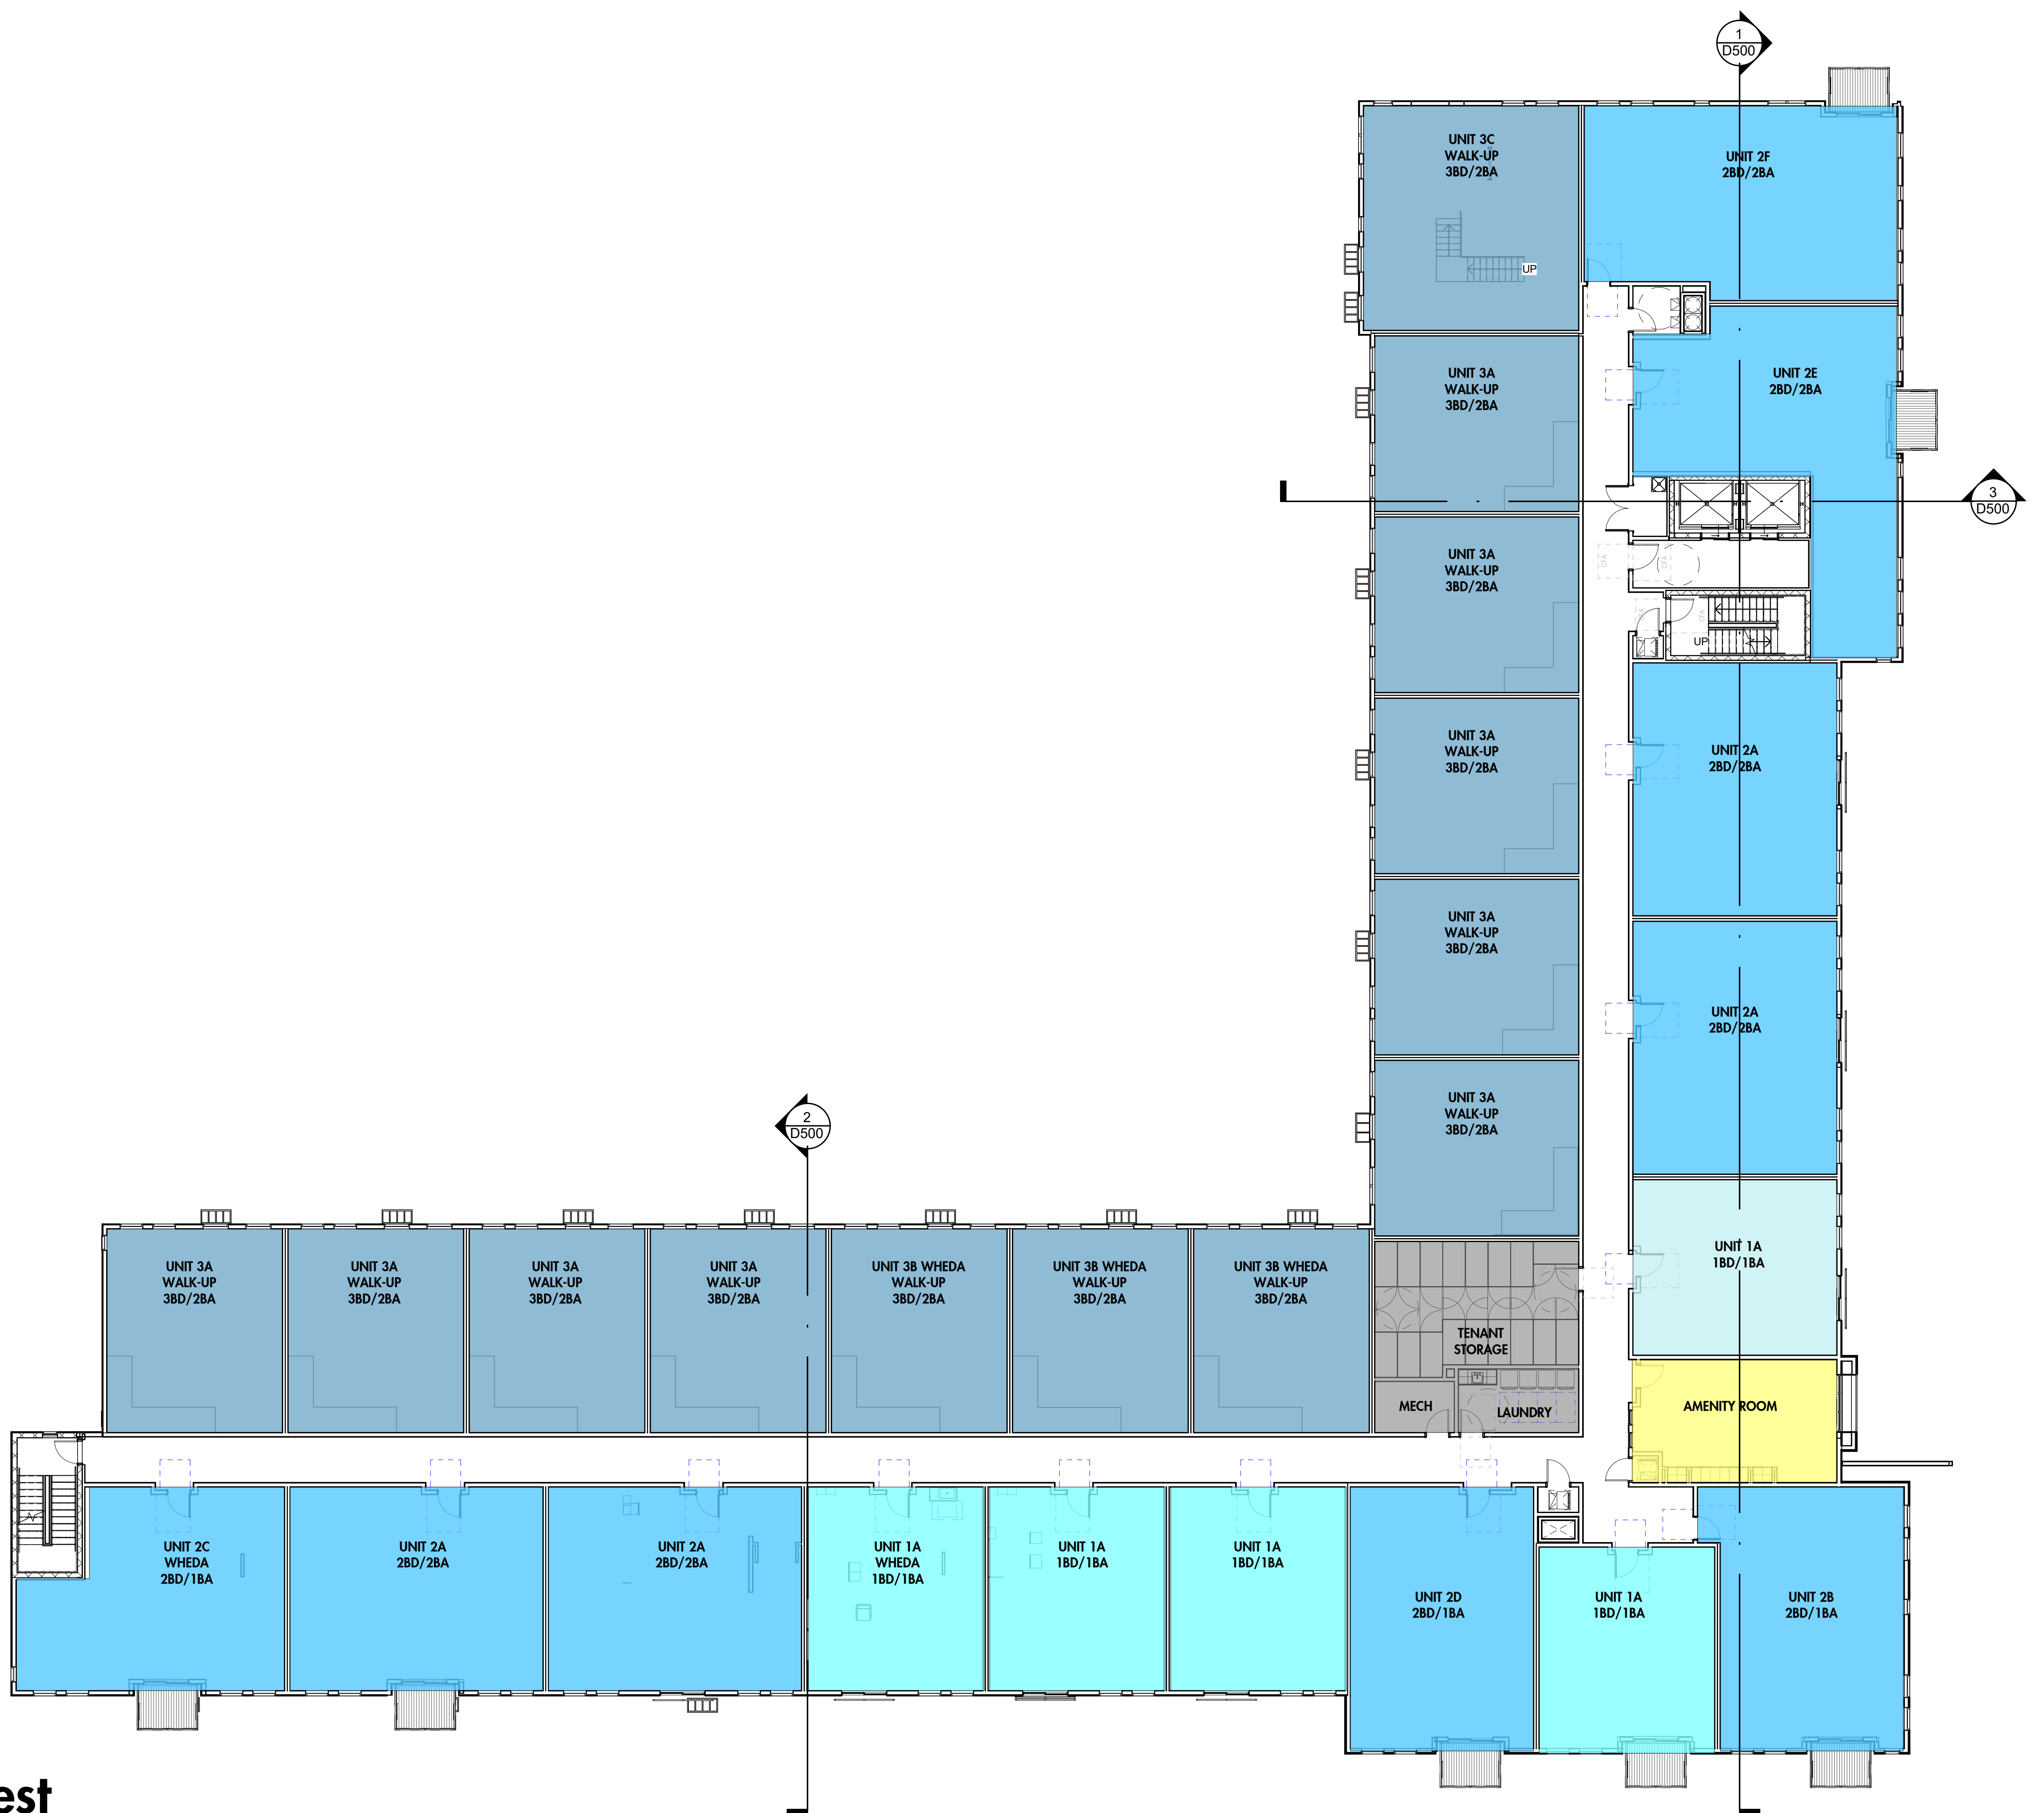 1
D500
UNIT 3C
WALK-UP
3BD/2BA
UP
UNIT 2F
2BD/2BA
UNIT 3A
WALK-UP
3BD/2BA
UNIT 2E
2BD/2BA
3
D500
UNIT 3A
WALK-UP
3BD/2BA
CFA
CFA
CFA
CFA
UP
UNIT 3A
WALK-UP
3BD/2BA
UNIT 2A
2BD/2BA
UNIT 3A
WALK-UP
3BD/2BA
UNIT 2A
2BD/2BA
UNIT 3A
WALK-UP
3BD/2BA
2
D500
UNIT 1A
1BD/1BA
UNIT 3A
WALK-UP
3BD/2BA
UNIT 3A
WALK-UP
3BD/2BA
UNIT 3A
WALK-UP
3BD/2BA
UNIT 3A
WALK-UP
3BD/2BA
UNIT 3B WHEDA
WALK-UP
3BD/2BA
UNIT 3B WHEDA
WALK-UP
3BD/2BA
UNIT 3B WHEDA
WALK-UP
3BD/2BA
TENANT
STORAGE
MECH
LAUNDRY
AMENITY ROOM
UNIT 2C
WHEDA
2BD/1BA
UNIT 2A
2BD/2BA
UNIT 2A
2BD/2BA
UNIT 1A
WHEDA
1BD/1BA
UNIT 1A
1BD/1BA
UNIT 1A
1BD/1BA
UNIT 2D
2BD/1BA
UNIT 1A
1BD/1BA
UNIT 2B
2BD/1BA
est